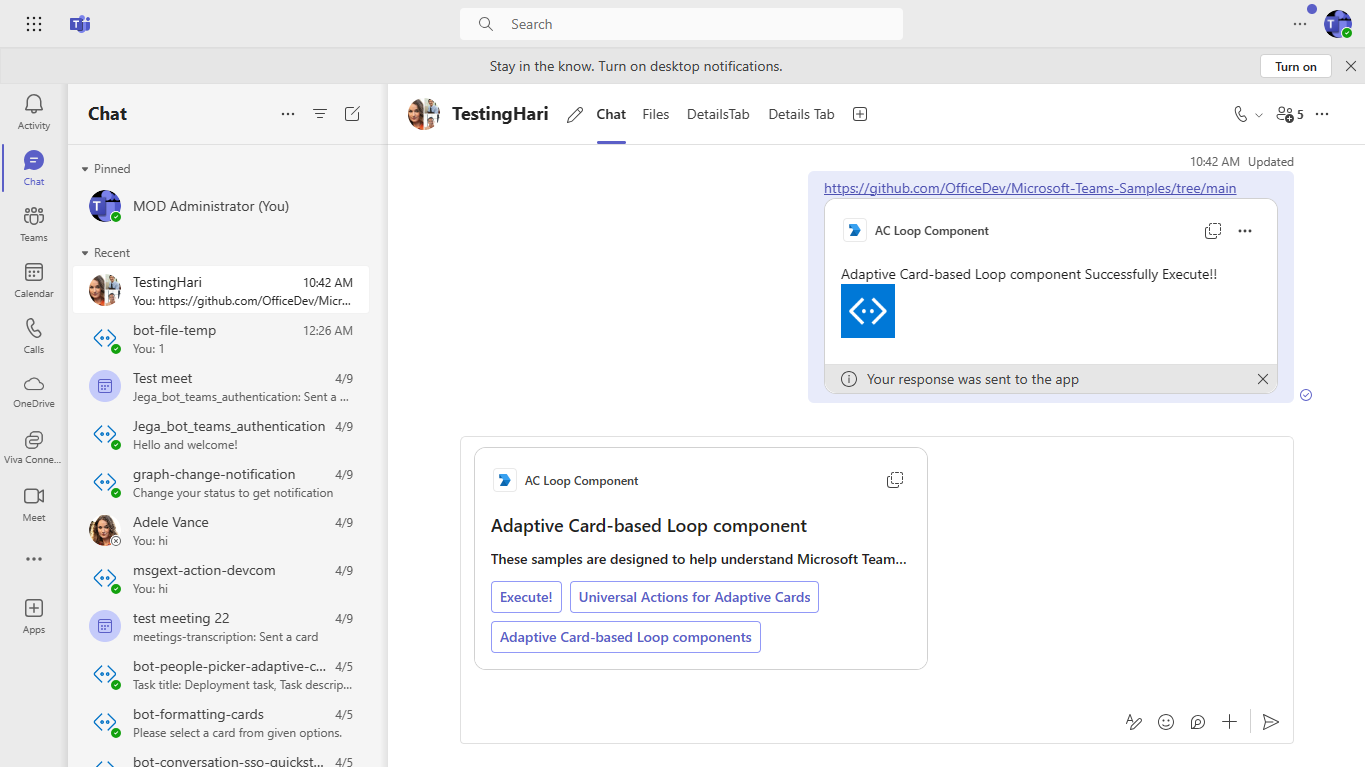 Search
Stay in the know. Turn on desktop notifications.
Turn on
Activity
Chat
Teams
Calendar
Calls
OneDrive
Viva Conne...
Meet
Apps
Chat
Pinned
MOD Administrator (You)
Recent
TestingHari 10:42 AM
You: https://github.com/OfficeDev/Micr...
bot-file-temp 12:26 AM
You: 1
Test meet 4/9
Jega_bot_teams_authentication: Sent a ...
Jega_bot_teams_authentication 4/9
Hello and welcome!
graph-change-notification 4/9
Change your status to get notification
Adele Vance 4/9
You: hi
msgext-action-devcom 4/9
You: hi
test meeting 22 4/9
meetings-transcription: Sent a card
bot-people-picker-adaptive-c... 4/5
Task title: Deployment task, Task descrip...
bot-formatting-cards 4/5
Please select a card from given options.
bot-conversation-sso-quickst... 4/5
TestingHari
Chat Files DetailsTab Details Tab
5
10:42 AM Updated
https://github.com/OfficeDev/Microsoft-Teams-Samples/tree/main
AC Loop Component
Adaptive Card-based Loop component Successfully Execute!!
Your response was sent to the app
AC Loop Component
Adaptive Card-based Loop component
These samples are designed to help understand Microsoft Team...
Execute! Universal Actions for Adaptive Cards
Adaptive Card-based Loop components